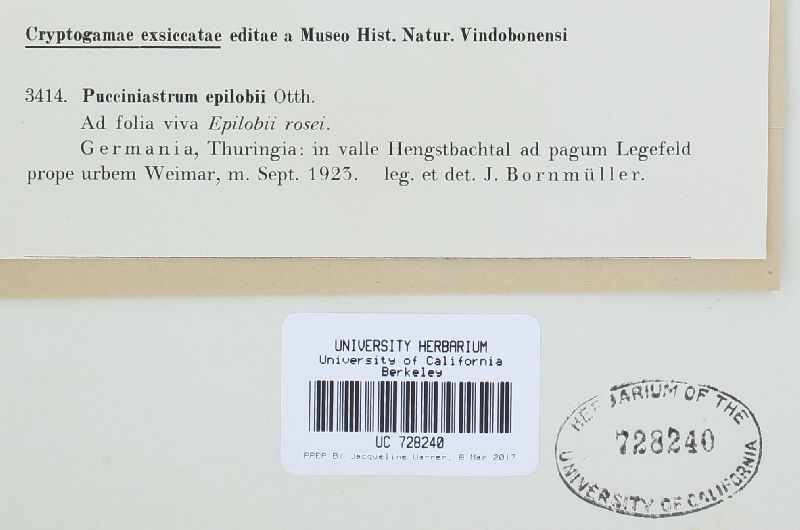 Cryptogamae exsiccatae editae a Museo Hist. Natur. Vindobonensi
3414. Pucciniastrum epilobii Otth.
Ad folia viva Epilobii rosei.
Germania, Thuringia: in valle Hengstbachtal ad pagum Legefeld
prope urbem Weimar, m. Sept. 1923. leg. et det. J. Bornmüller.
UNIVERSITY HERBARIUM
University of California
Berkeley
UC 728240
PREP BY Jacqueline Warren, 8 Mar 2017
HERBARIUM OF THE
728240
UNIVERSITY OF CALIFORNIA